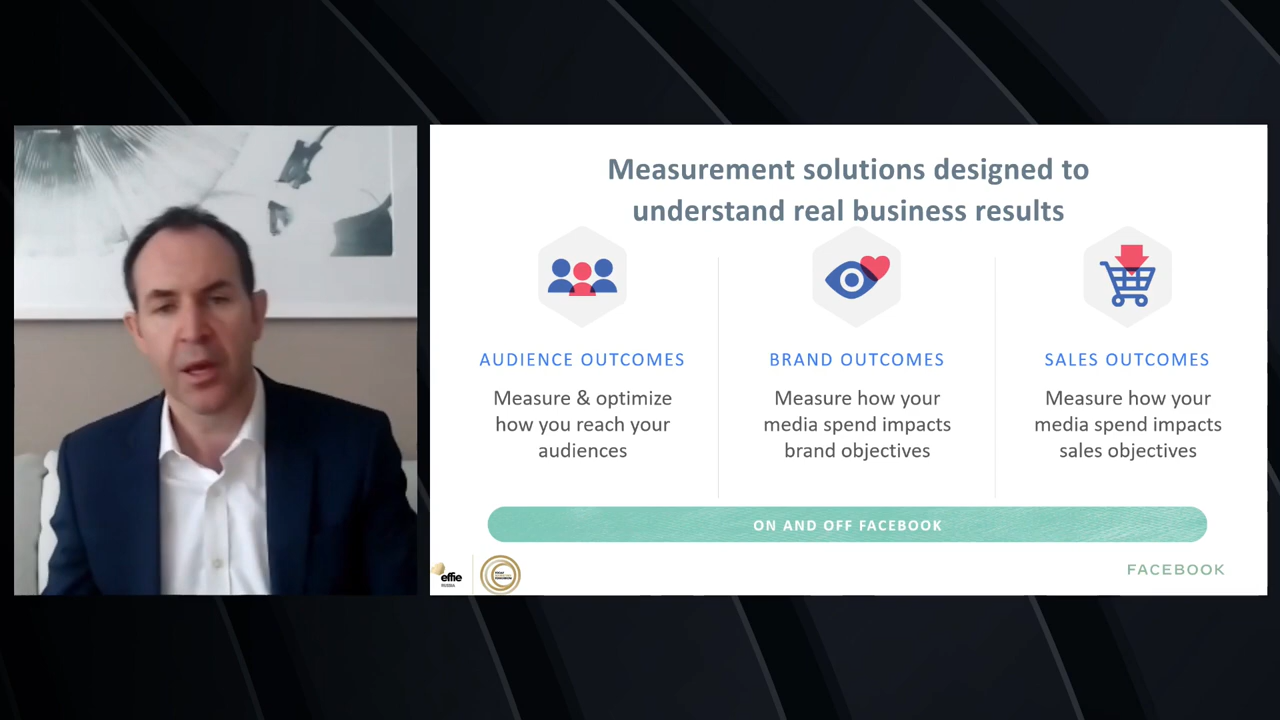 Measurement solutions designed to
understand real business results
AUDIENCE OUTCOMES
Measure & optimize
how you reach your
audiences
BRAND OUTCOMES
Measure how your
media spend impacts
brand objectives
SALES OUTCOMES
Measure how your
media spend impacts
sales objectives
ON AND OFF FACEBOOK
effie
RUSSIA
FACEBOOK